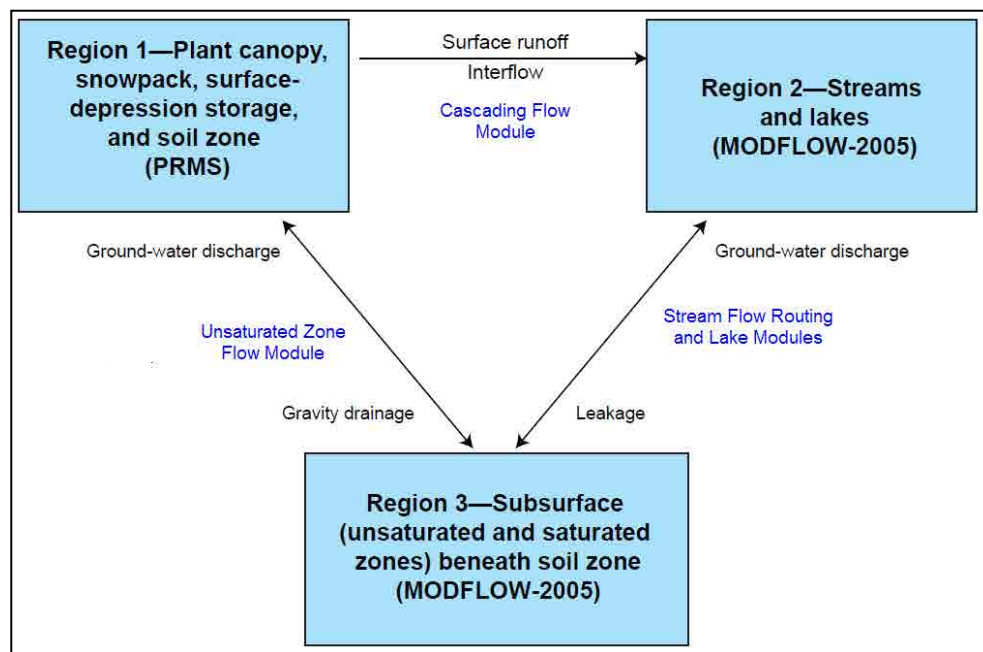 Region 1—Plant canopy,
snowpack, surface-
depression storage,
and soil zone
(PRMS)
Surface runoff
Interflow
Cascading Flow
Module
Region 2—Streams
and lakes
(MODFLOW-2005)
Ground-water discharge
Ground-water discharge
Unsaturated Zone
Flow Module
Stream Flow Routing
and Lake Modules
Gravity drainage
Leakage
Region 3—Subsurface
(unsaturated and saturated
zones) beneath soil zone
(MODFLOW-2005)